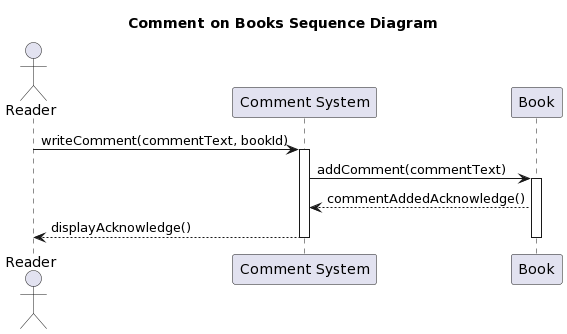 Comment on Books Sequence Diagram
Reader
Comment System
Book
writeComment(commentText, bookId)
addComment(commentText)
commentAddedAcknowledge()
displayAcknowledge()
Reader
Comment System
Book